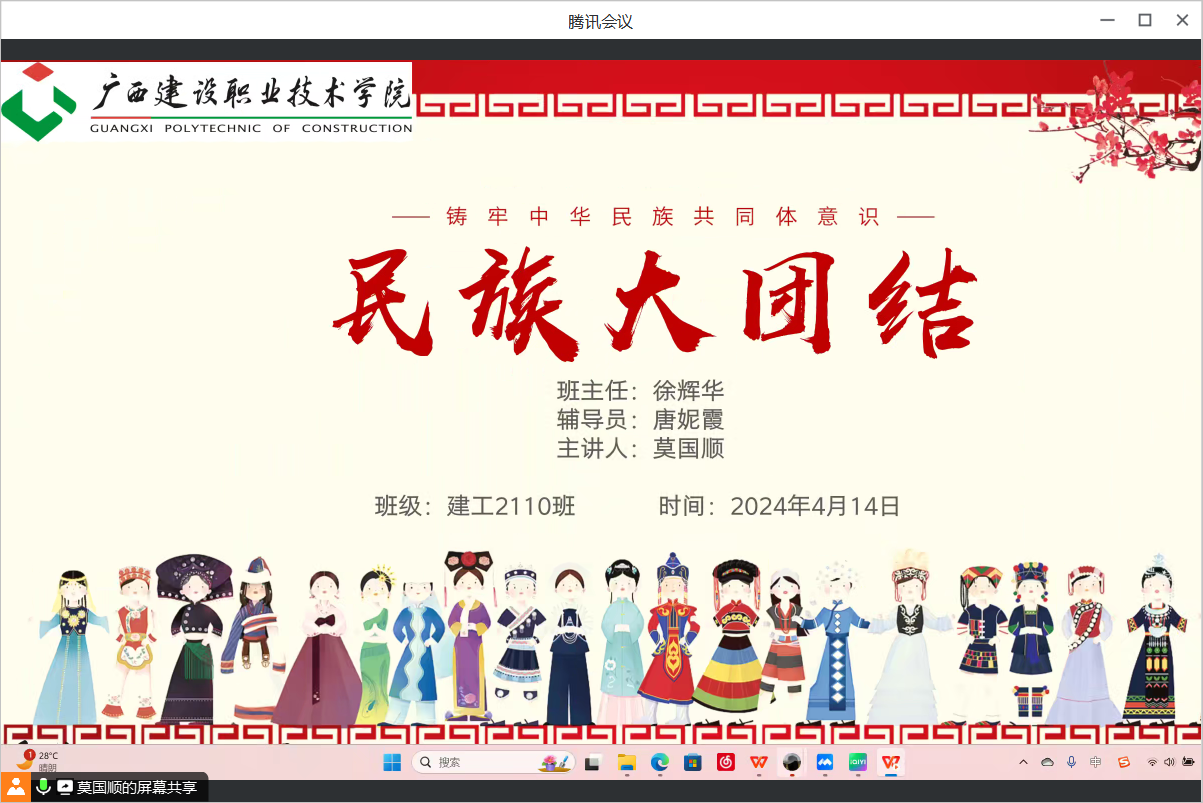 腾讯会议
广西建设职业技术学院
GUANGXI POLYTECHNIC OF CONSTRUCTION
铸牢中华民族共同体意识
民族大团结
班主任：徐辉华
辅导员：唐妮霞
主讲人：莫国顺
班级：建工2110班 时间：2024年4月14日
1
28°C
晴朗
搜索
iQIYI
中
莫国顺的屏幕共享